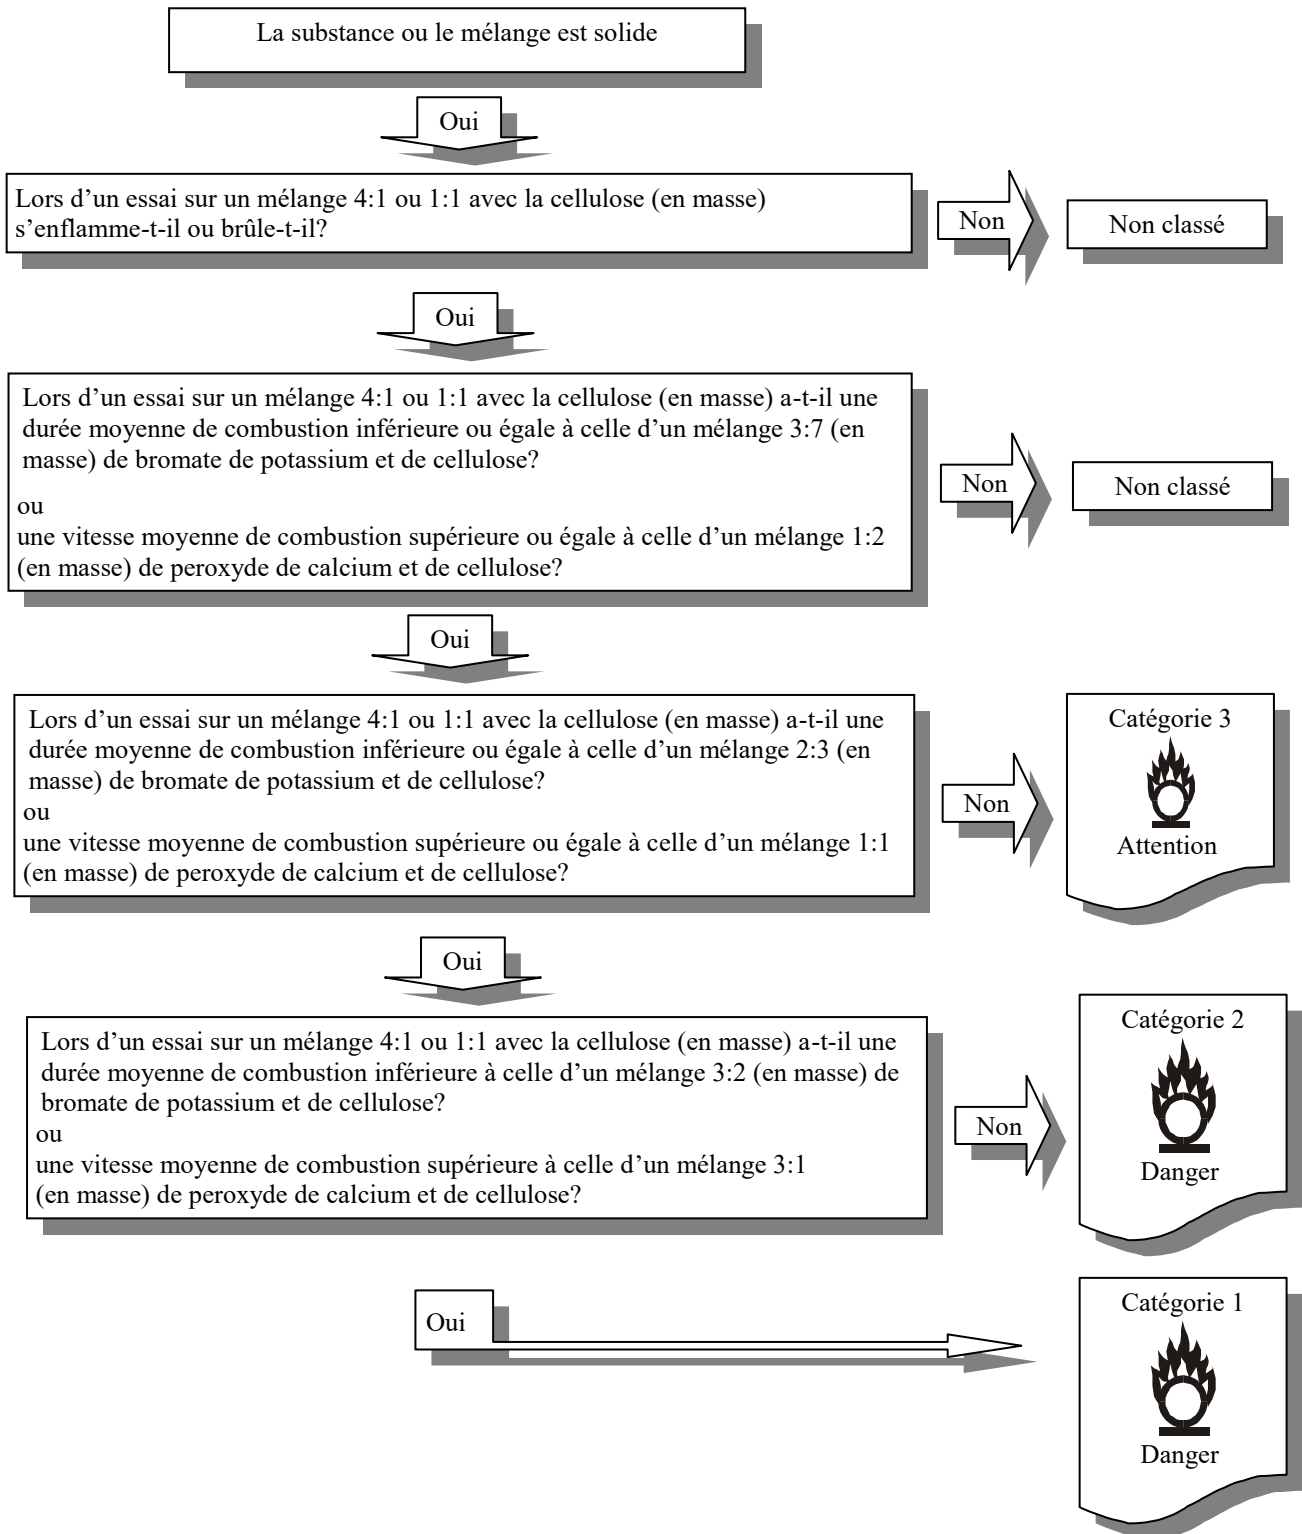 La substance ou le mélange est solide
Oui
Lors d’un essai sur un mélange 4:1 ou 1:1 avec la cellulose (en masse)
s’enflamme-t-il ou brûle-t-il?
Non
Non classé
Oui
Lors d’un essai sur un mélange 4:1 ou 1:1 avec la cellulose (en masse) a-t-il une
durée moyenne de combustion inférieure ou égale à celle d’un mélange 3:7 (en
masse) de bromate de potassium et de cellulose?
ou
une vitesse moyenne de combustion supérieure ou égale à celle d’un mélange 1:2
(en masse) de peroxyde de calcium et de cellulose?
Non
Non classé
Oui
Lors d’un essai sur un mélange 4:1 ou 1:1 avec la cellulose (en masse) a-t-il une
durée moyenne de combustion inférieure ou égale à celle d’un mélange 2:3 (en
masse) de bromate de potassium et de cellulose?
ou
une vitesse moyenne de combustion supérieure ou égale à celle d’un mélange 1:1
(en masse) de peroxyde de calcium et de cellulose?
Non
Catégorie 3
Attention
Oui
Lors d’un essai sur un mélange 4:1 ou 1:1 avec la cellulose (en masse) a-t-il une
durée moyenne de combustion inférieure à celle d’un mélange 3:2 (en masse) de
bromate de potassium et de cellulose?
ou
une vitesse moyenne de combustion supérieure à celle d’un mélange 3:1
(en masse) de peroxyde de calcium et de cellulose?
Non
Catégorie 2
Danger
Oui
Catégorie 1
Danger